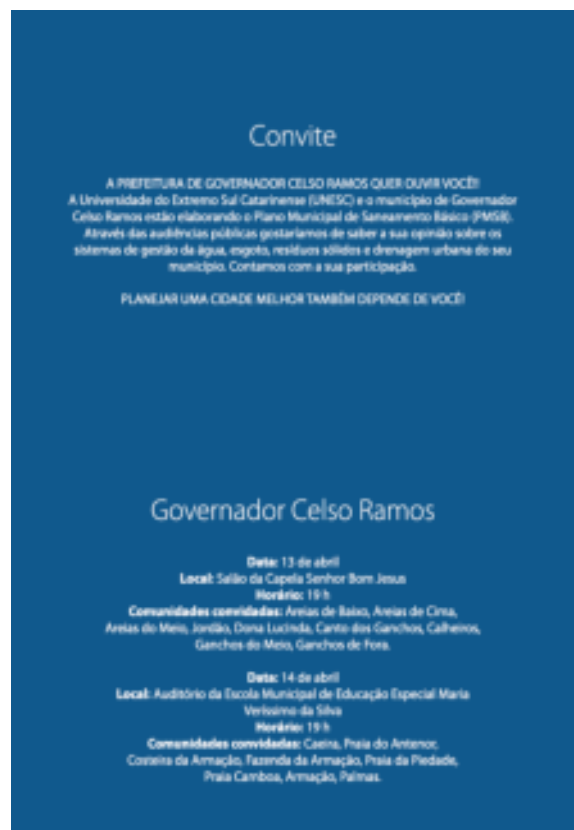 Convite
A PREFEITURA DE GOVERNADOR CELSO RAMOS QUER OUVIR VOCÊ!!
A Universidade do Extremo Sul Catarinense (UNESC) e o município de Governador
Celso Ramos estão elaborando o Plano Municipal de Saneamento Básico (PMSB).
Através das audiências públicas gostaríamos de saber a sua opinião sobre os
sistemas de gestão da água, esgoto, resíduos sólidos e drenagem urbana do seu
município. Contamos com a sua participação.
PLANEJAR UMA CIDADE MELHOR TAMBÉM DEPENDE DE VOCÊ!
Governador Celso Ramos
Data: 13 de abril
Local: Salão da Capela Senhor Bom Jesus
Horário: 19 h
Comunidades convidadas: Areias de Baixo, Areias de Cima,
Areias do Meio, Jordão, Dona Lucinda, Canto dos Ganchos, Calheiros,
Ganchos do Meio, Ganchos de Fora.
Data: 14 de abril
Local: Auditório da Escola Municipal de Educação Especial Maria
Veríssimo da Silva
Horário: 19 h
Comunidades convidadas: Caeira, Praia do Antenor,
Costeira da Armação, Fazenda da Armação, Praia da Piedade,
Praia Camboa, Armação, Palmas.